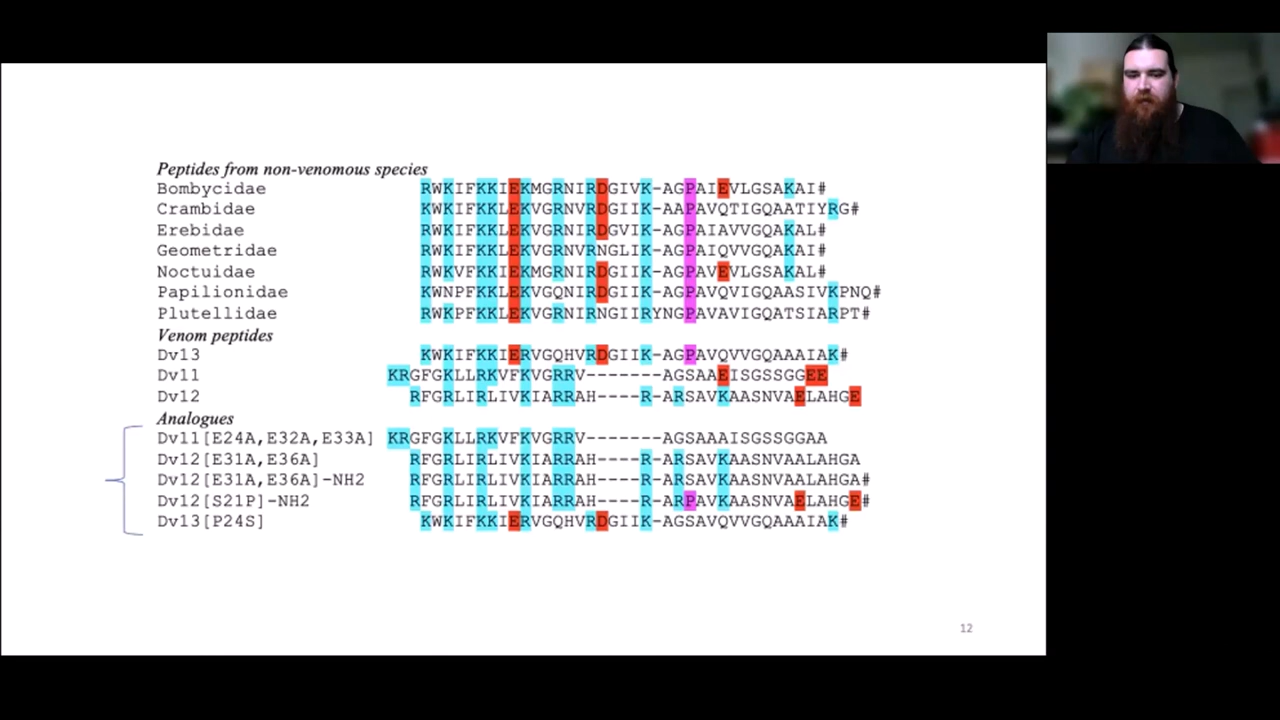 Peptides from non-venomous species
Bombycidae RWKIFKKIEKMGRNIRDGIVK-AGPAIEVLGSAKAI#
Crambidae KWKIFKKLEKVGRNVRDGIIK-AAPAVQTIGQAATIYRG#
Erebidae RWKIFKKIEKVGRNIRDGVIK-AGPAIAVVGQAKAL#
Geometridae RWKIFKKLEKVGRNVRNGLIK-AGPAIQVVGQAKAI#
Noctuidae RWKVFKKIEKMGRNIRDGIIK-AGPAVEVLGSAKAL#
Papilionidae KWNPFKKLEKVGQNIRDGIIK-AGPAVQVIGQAASIVKPNQ#
Plutellidae RWKPFKKLEKVGRNIRNGIIRYNGPAVAVIGQATSIARPT#
Venom peptides
Dv13 KWKIFKKIERVGQHVRDGIIK-AGPAVQVVGQAAAIAK#
Dv11 KRGFGKLLRKVFKVGRRV-------AGSAAEISGSSGGEE
Dv12 RFGRLIRLIVKIARRAH----R-ARSAVKAASNVAELAHGE
Analogues
Dv11[E24A,E32A,E33A] KRGFGKLLRKVFKVGRRV-------AGSAAAISGSSGGAA
Dv12[E31A,E36A] RFGRLIRLIVKIARRAH----R-ARSAVKAASNVAALAHGA
Dv12[E31A,E36A]-NH2 RFGRLIRLIVKIARRAH----R-ARSAVKAASNVAALAHGA#
Dv12[S21P]-NH2 RFGRLIRLIVKIARRAH----R-ARPAVKAASNVAELAHGE#
Dv13[P24S] KWKIFKKIERVGQHVRDGIIK-AGSAVQVVGQAAAIAK#
12